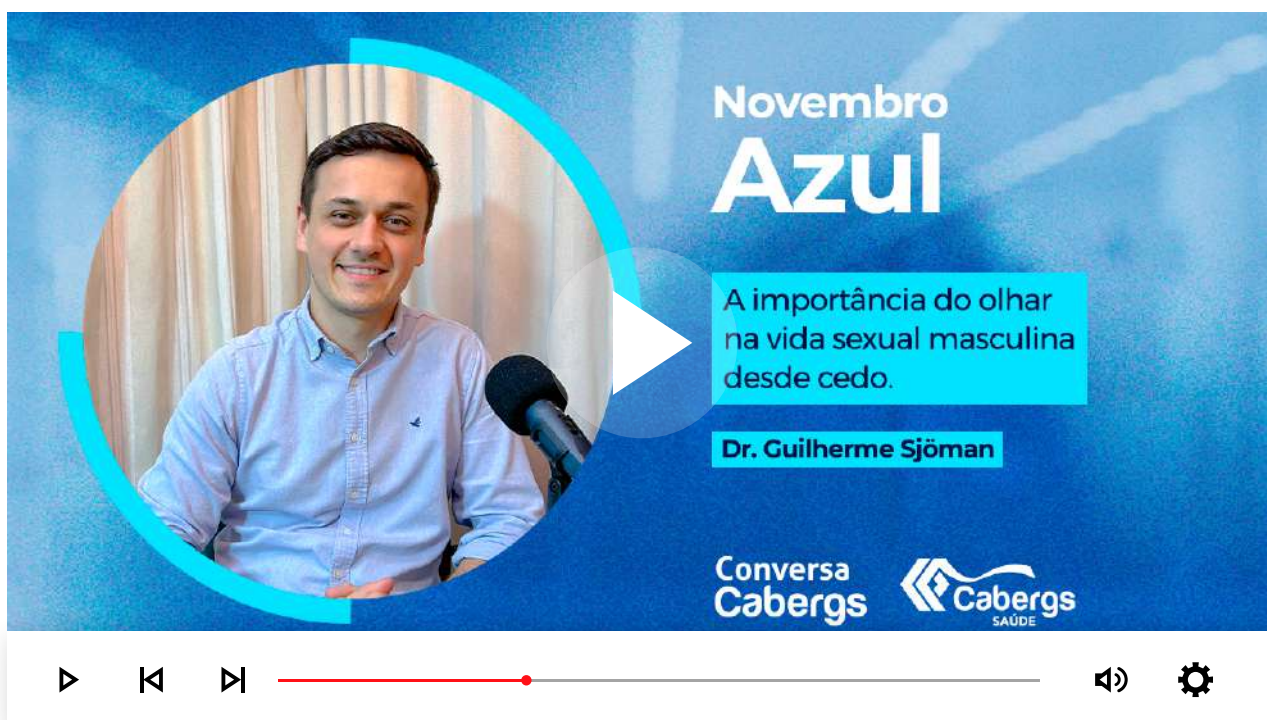 Novembro
Azul
A importância do olhar
na vida sexual masculina
desde cedo.
Dr. Guilherme Sjöman
Conversa
Cabergs
Cabergs
SAÚDE